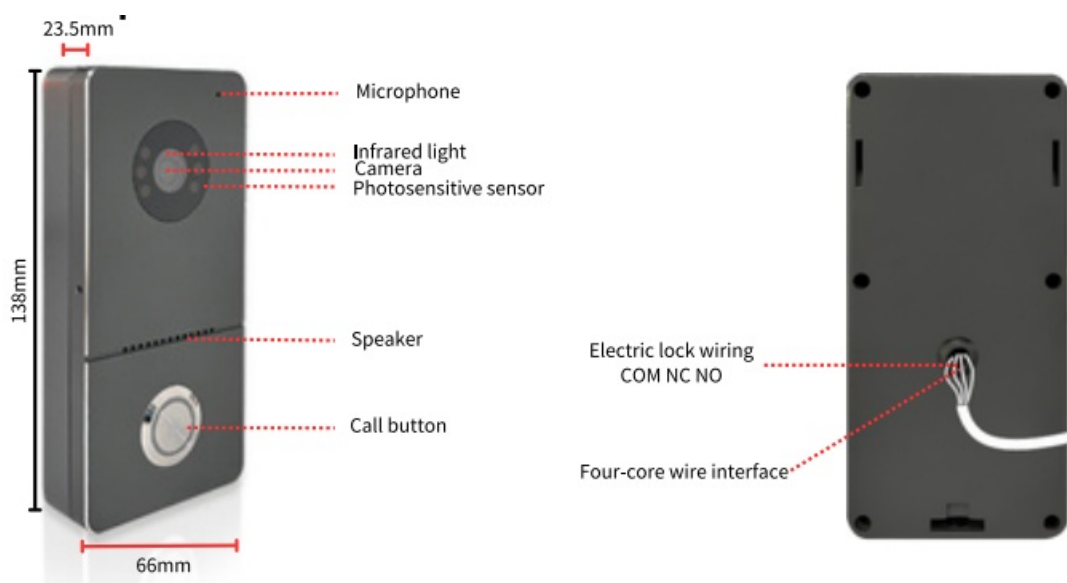 23.5mm
Microphone
Infrared light
Camera
Photosensitive sensor
138mm
Speaker
Call button
66mm
Electric lock wiring
COM NC NO
Four-core wire interface